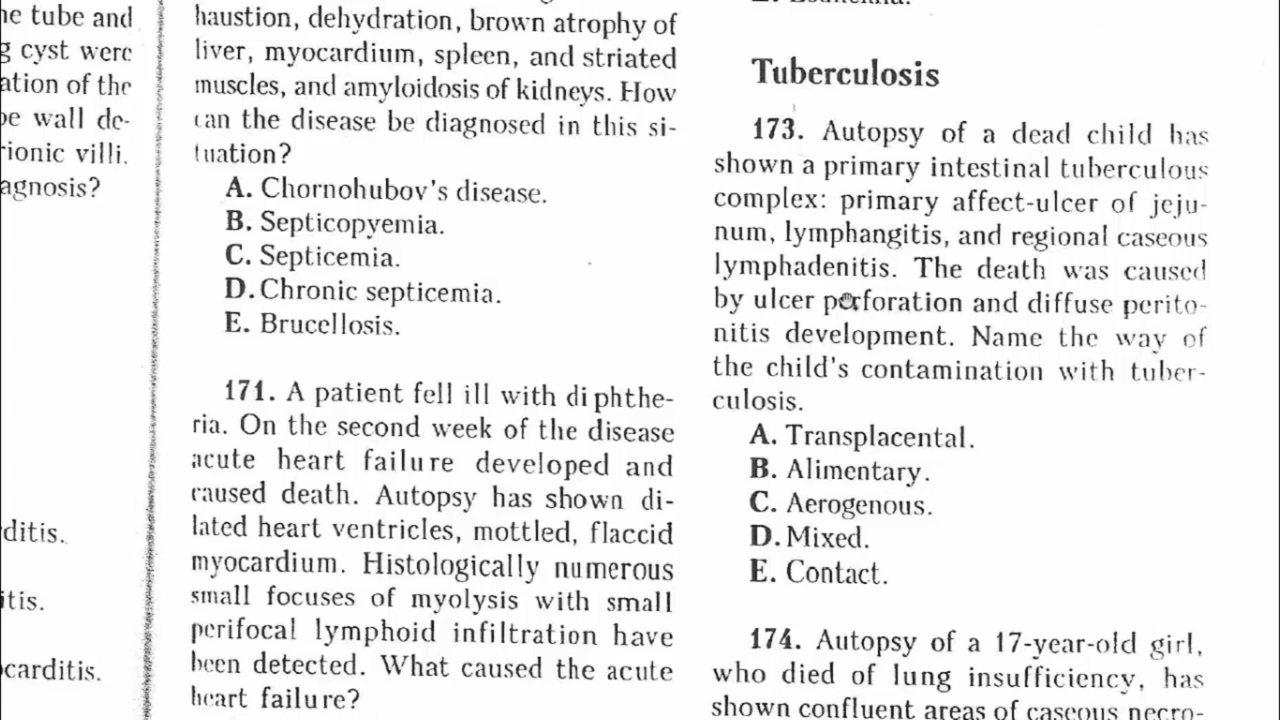 ne tube and
g cyst were
ation of the
be wall de-
rionic villi.
agnosis?
rditis.
itis.
ocarditis.
haustion, dehydration, brown atrophy of
liver, myocardium, spleen, and striated
muscles, and amyloidosis of kidneys. How
can the disease be diagnosed in this si-
tuation?
A. Chornohubov's disease.
B. Septicopyemia.
C. Septicemia.
D. Chronic septicemia.
E. Brucellosis.
171. A patient fell ill with diphthe-
ria. On the second week of the disease
acute heart failure developed and
caused death. Autopsy has shown di-
lated heart ventricles, mottled, flaccid
myocardium. Histologically numerous
small focuses of myolysis with small
perifocal lymphoid infiltration have
been detected. What caused the acute
heart failure?
Tuberculosis
173. Autopsy of a dead child has
shown a primary intestinal tuberculous
complex: primary affect-ulcer of jeju-
num, lymphangitis, and regional caseous
lymphadenitis. The death was caused
by ulcer perforation and diffuse perito-
nitis development. Name the way of
the child's contamination with tuber-
culosis.
A. Transplacental.
B. Alimentary.
C. Aerogenous.
D. Mixed.
E. Contact.
174. Autopsy of a 17-year-old girl,
who died of lung insufficiency, has
shown confluent areas of caseous necro-